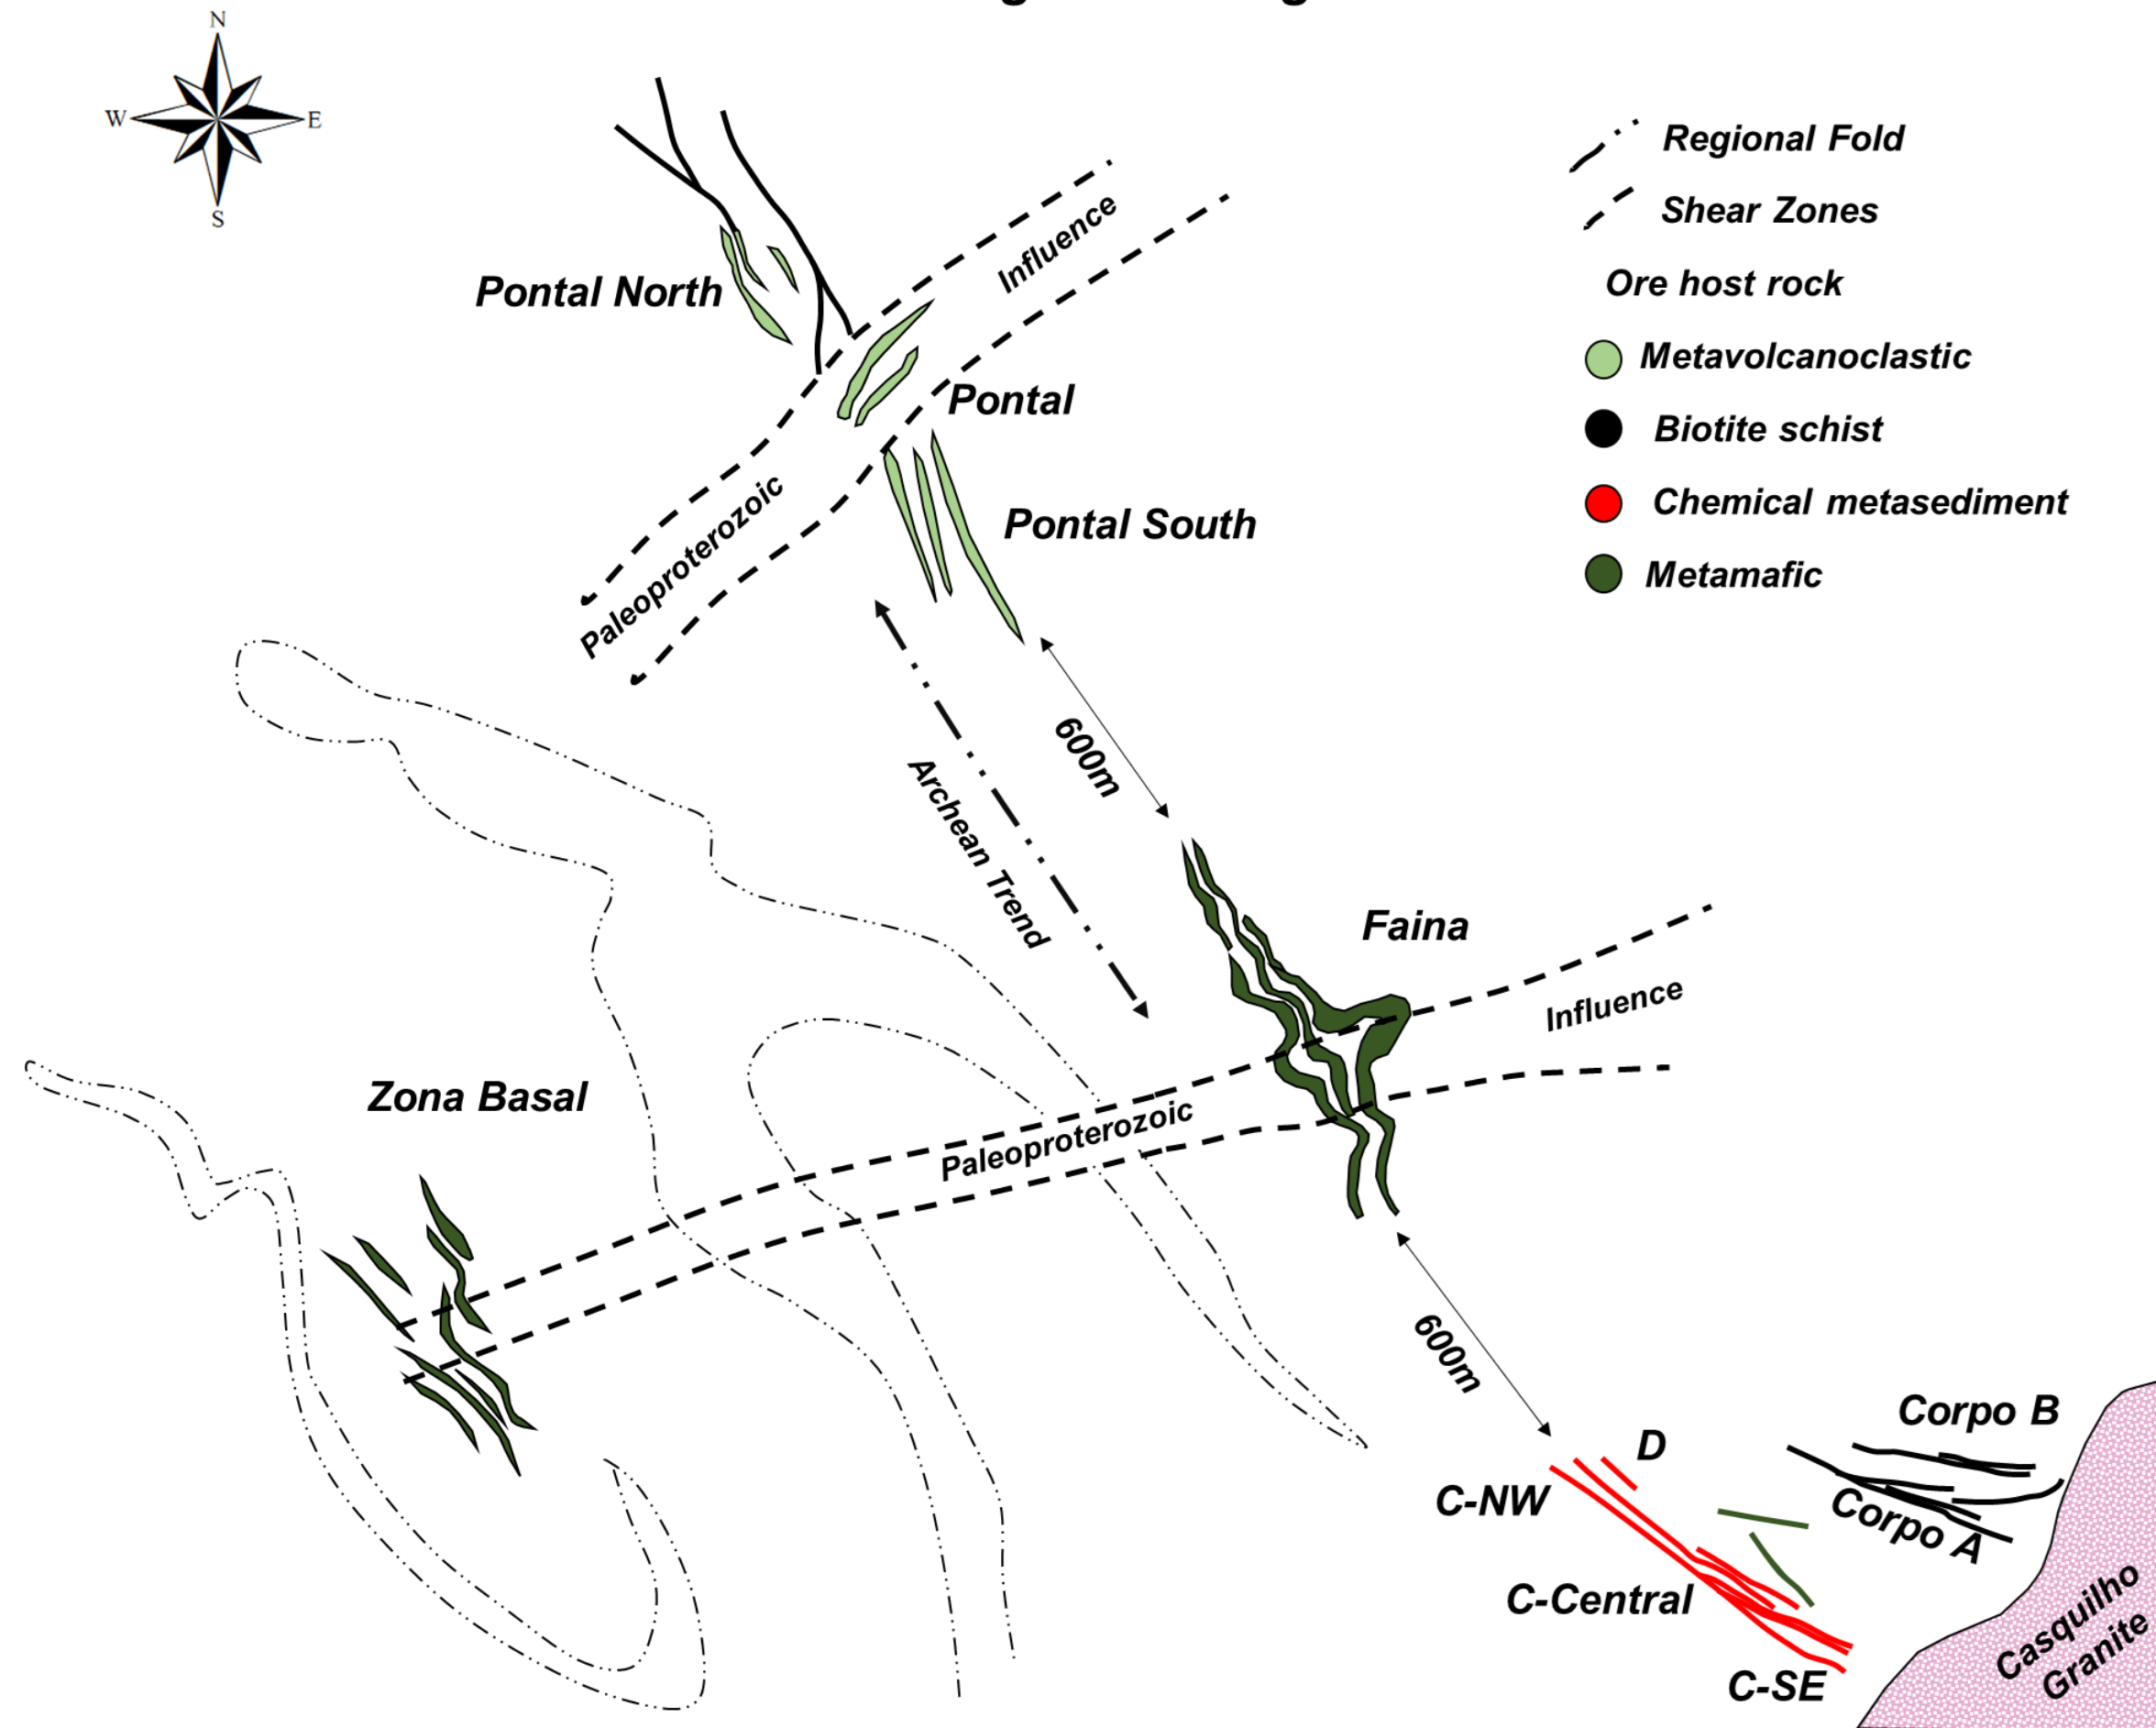 N
W
E
S
Regional Fold
Shear Zones
Ore host rock
Metavolcanoclastic
Biotite schist
Chemical metasediment
Metamafic
Influence
Pontal North
Pontal
Paleoproterozoic
Pontal South
600m
Archean Trend
Faina
Influence
Zona Basal
Paleoproterozoic
600m
Corpo B
D
C-NW
Corpo A
C-Central
Casquilho
Granite
C-SE